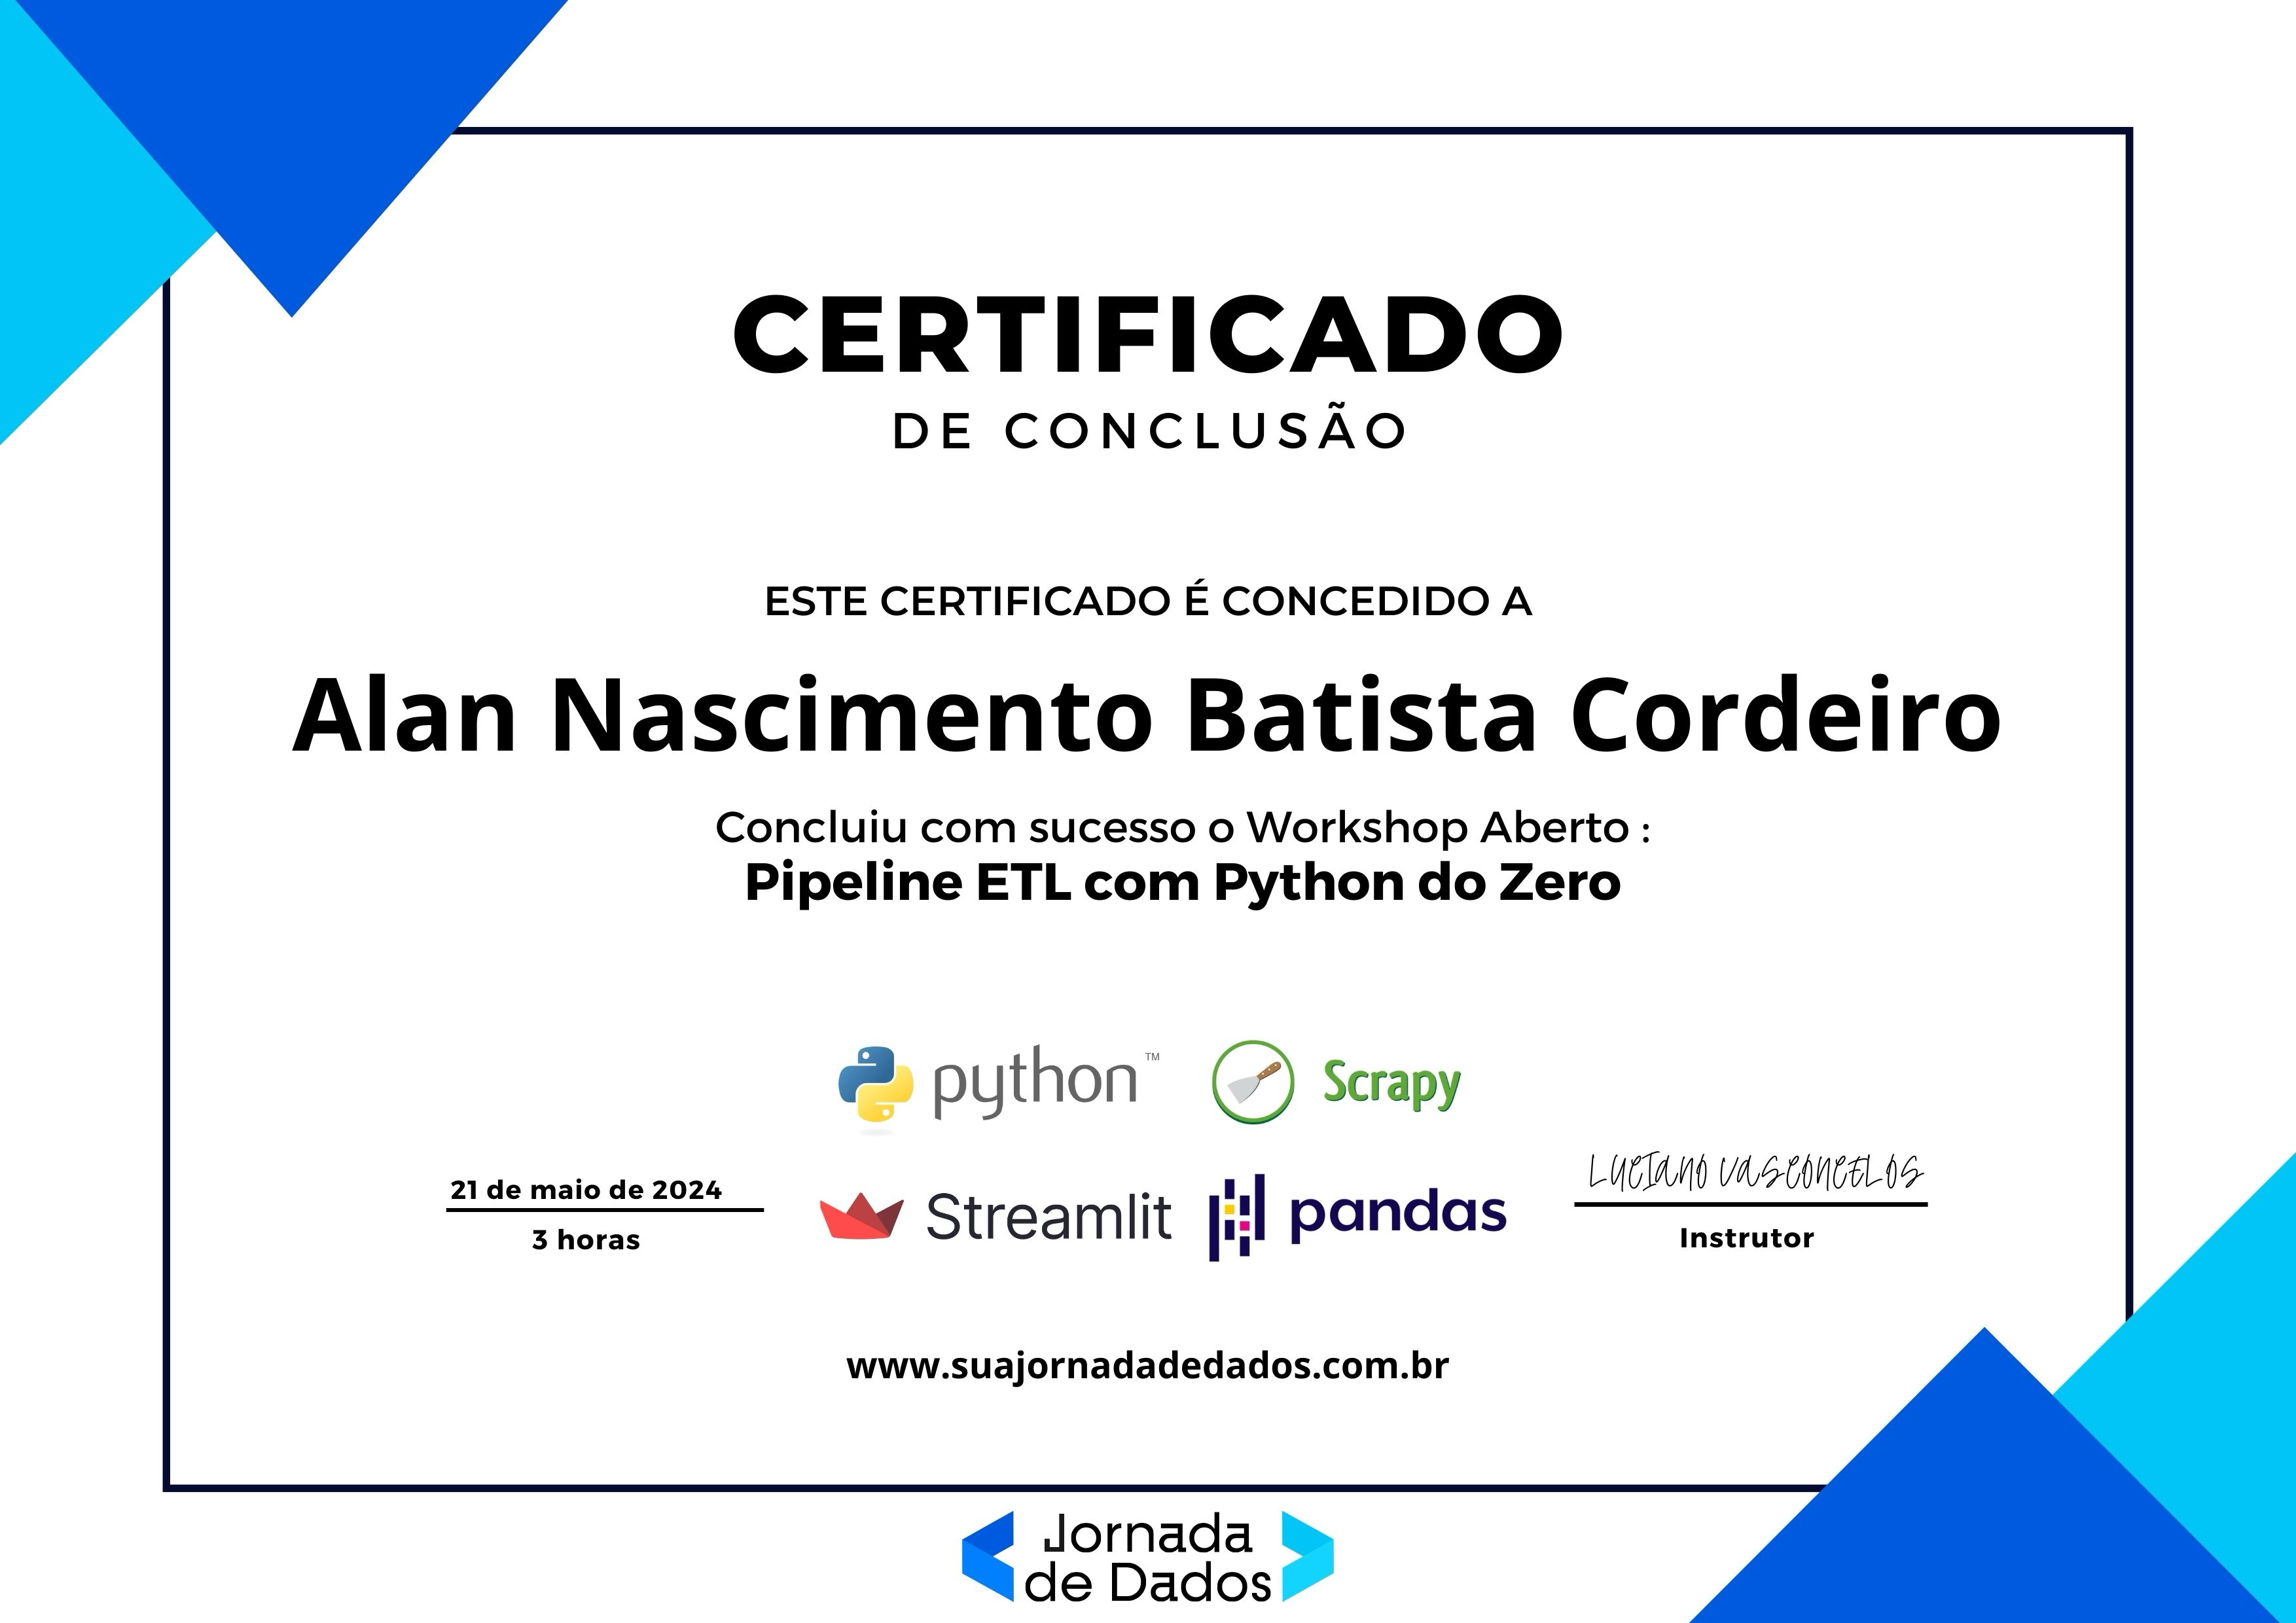 CERTIFICADO
DE CONCLUSÃO
ESTE CERTIFICADO É CONCEDIDO A
Alan Nascimento Batista Cordeiro
Concluiu com sucesso o Workshop Aberto :
Pipeline ETL com Python do Zero
python™
Scrapy
21 de maio de 2024
3 horas
Streamlit
pandas
Luciano Vasconcelos
Instrutor
www.suajornadadedados.com.br
Jornada
de Dados